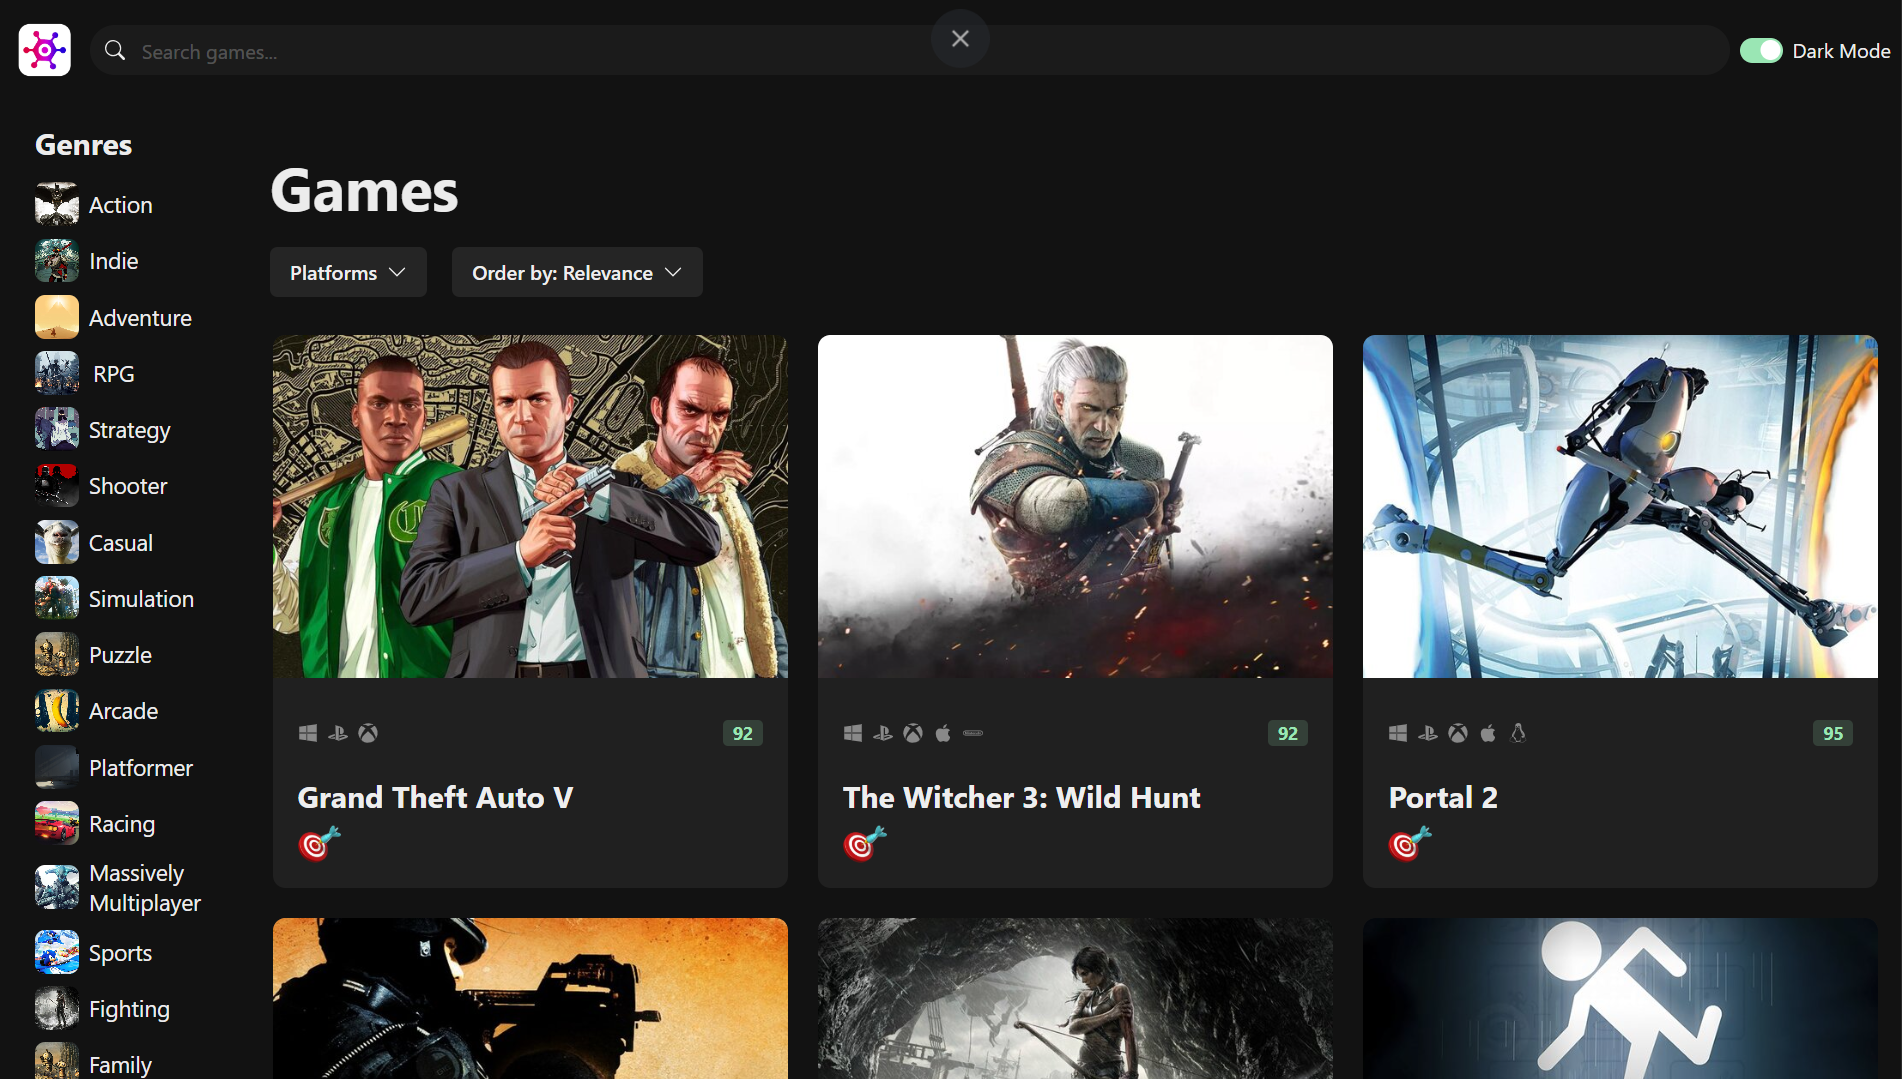 Search games...
Dark Mode
Genres
Action
Indie
Adventure
RPG
Strategy
Shooter
Casual
Simulation
Puzzle
Arcade
Platformer
Racing
Massively
Multiplayer
Sports
Fighting
Family
Games
Platforms
Order by: Relevance
92
Grand Theft Auto V
92
The Witcher 3: Wild Hunt
95
Portal 2